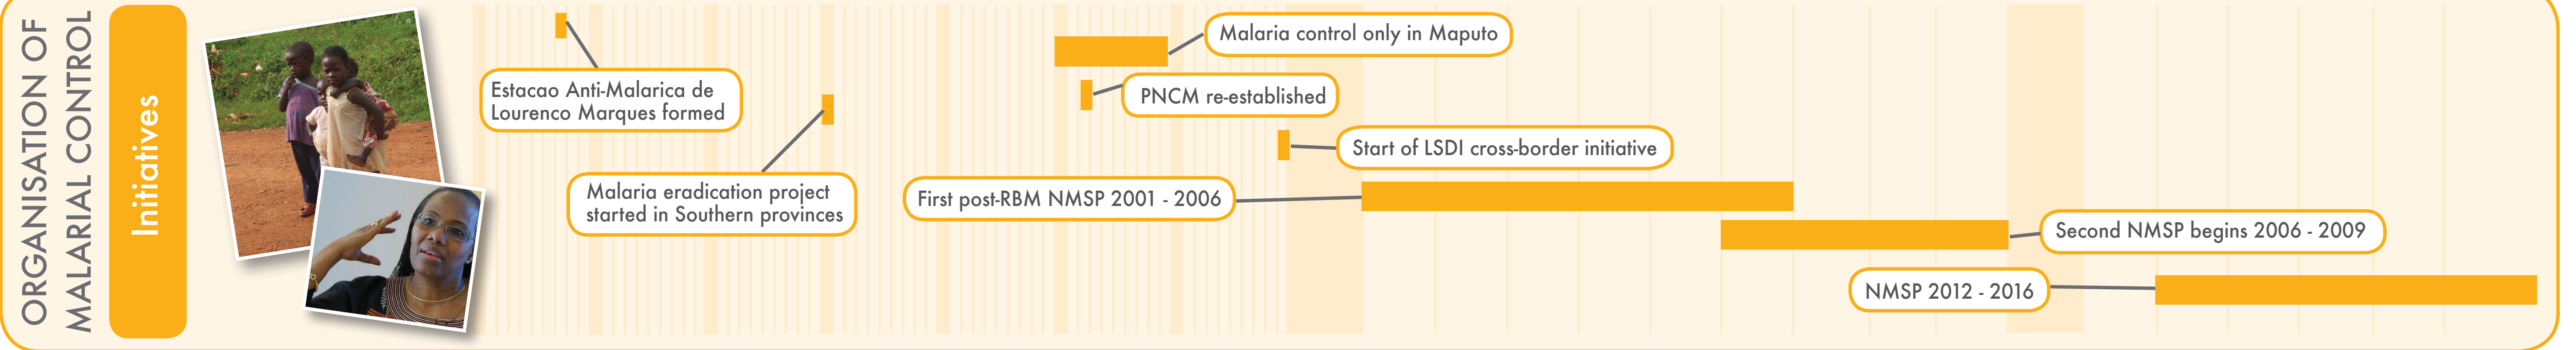 ORGANISATION OF
MALARIAL CONTROL
Initiatives
Estacao Anti-Malarica de
Lourenco Marques formed
Malaria eradication project
started in Southern provinces
Malaria control only in Maputo
PNCM re-established
Start of LSDI cross-border initiative
First post-RBM NMSP 2001 - 2006
Second NMSP begins 2006 - 2009
NMSP 2012 - 2016